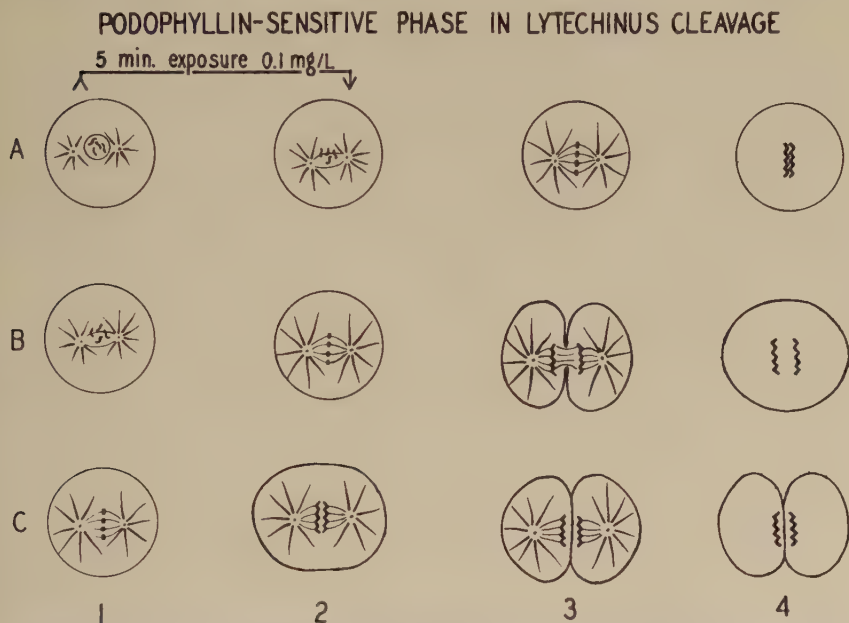 PODOPHYLLIN-SENSITIVE PHASE IN LYTECHINUS CLEAVAGE
5 min. exposure 0.1 mg/L
A
B
C
1 2 3 4